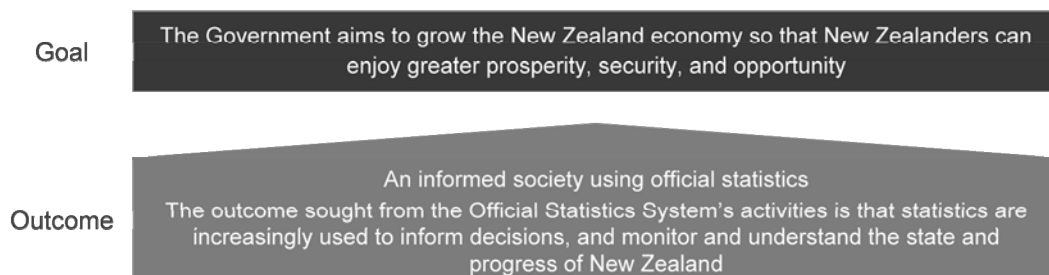 Goal
The Government aims to grow the New Zealand economy so that New Zealanders can
enjoy greater prosperity, security, and opportunity
Outcome
An informed society using official statistics
The outcome sought from the Official Statistics System's activities is that statistics are
increasingly used to inform decisions, and monitor and understand the state and
progress of New Zealand